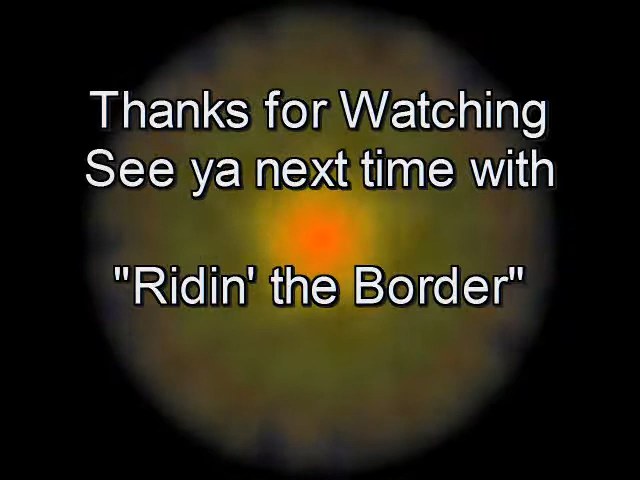 Thanks for Watching
See ya next time with
"Ridin' the Border"